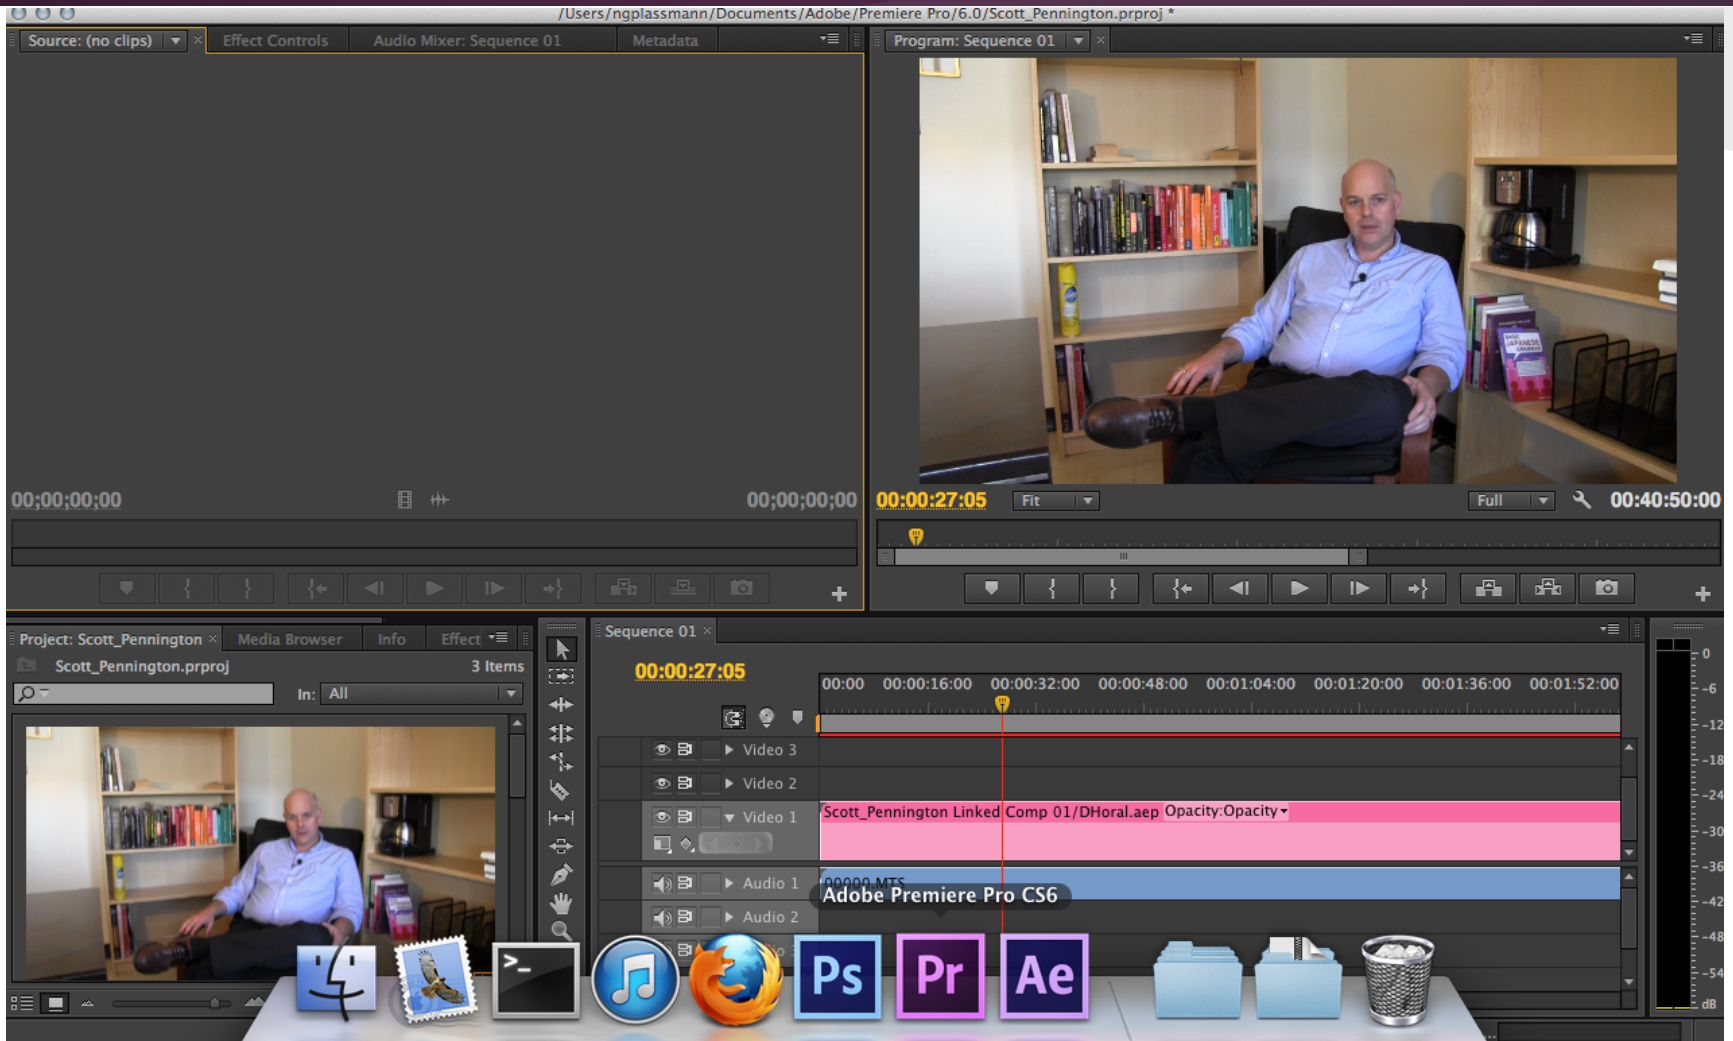 /Users/ngplassmann/Documents/Adobe/Premiere Pro/6.0/Scott_Pennington.prproj *
Source: (no clips) Effect Controls Audio Mixer: Sequence 01 Metadata
Program: Sequence 01
BASIC
JAPANESE
GRAMMAR
00;00;00;00 00;00;00;00
00:00:27:05 Fit Full 00:40:50:00
Project: Scott_Pennington Media Browser Info Effect
Scott_Pennington.prproj 3 Items
In: All
Sequence 01
00:00:27:05
00:00 00:00:16:00 00:00:32:00 00:00:48:00 00:01:04:00 00:01:20:00 00:01:36:00 00:01:52:00
Video 3
Video 2
Video 1 Scott_Pennington Linked Comp 01/DHoral.aep Opacity:Opacity
Audio 1 00000.MTS
Adobe Premiere Pro CS6
Audio 2
0
-6
-12
-18
-24
-30
-36
-42
-48
-54
dB
>_
Ps Pr Ae